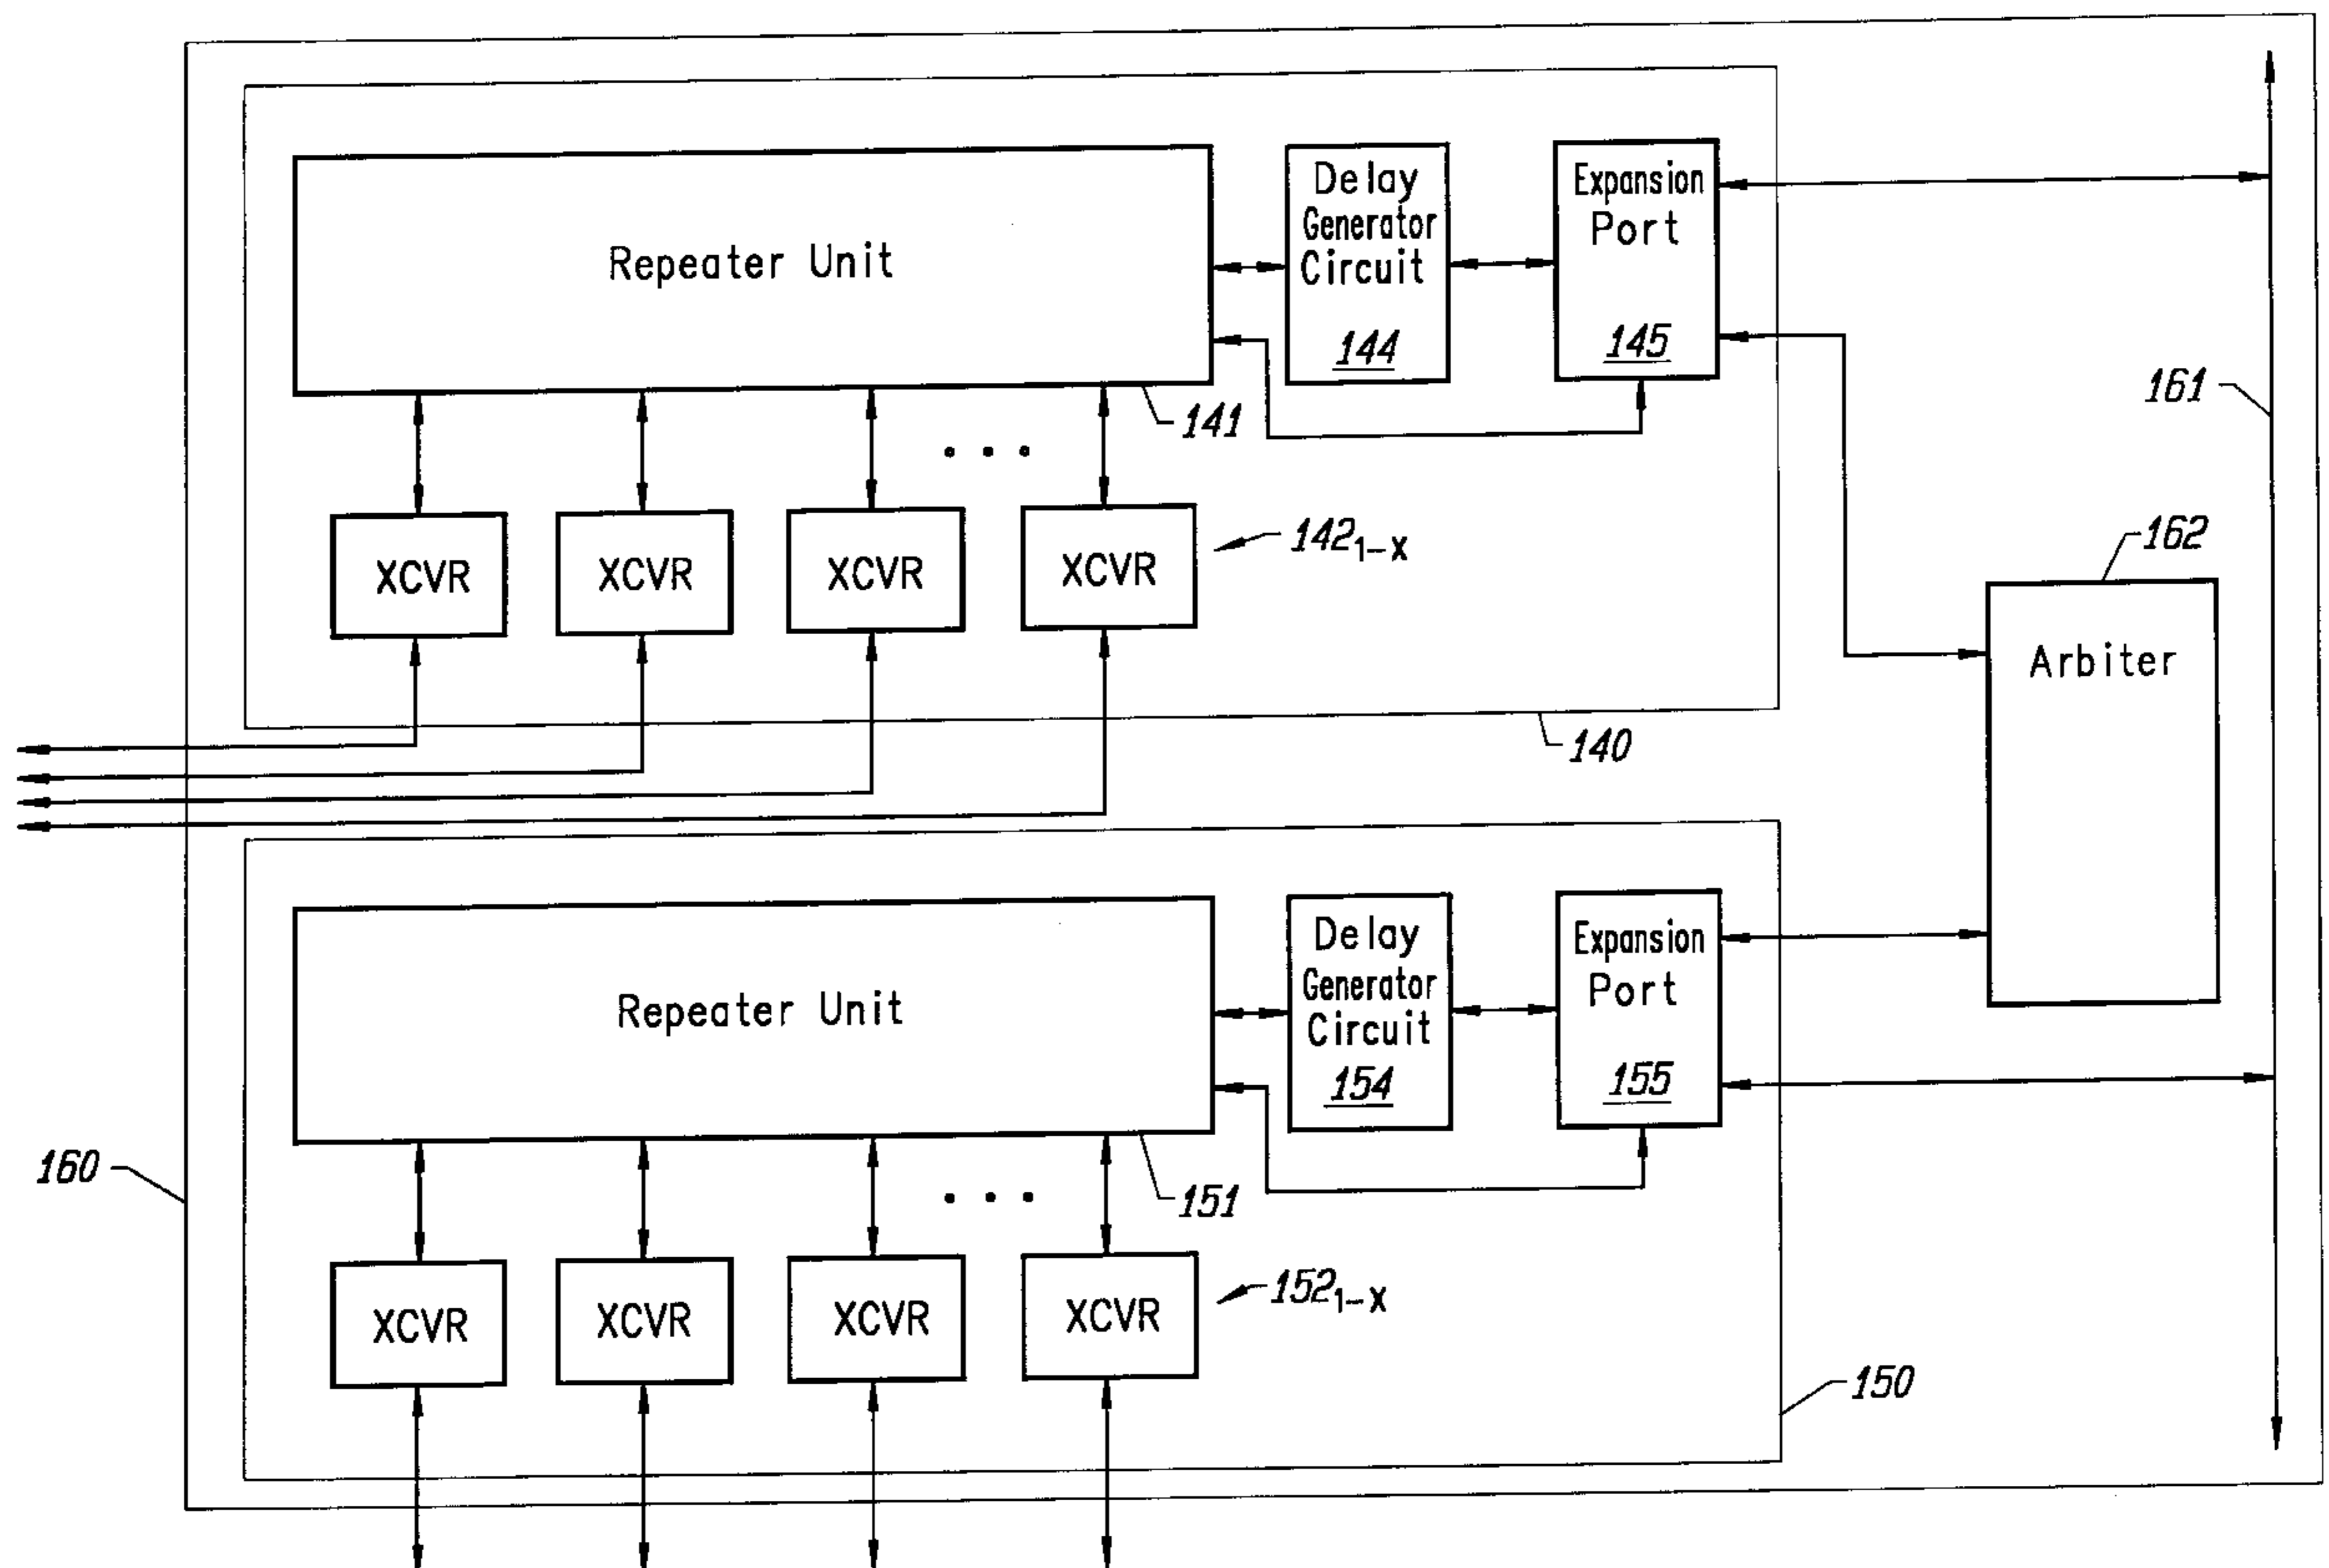 Repeater Unit
Delay
Generator
Circuit
144
Expansion
Port
145
141
161
XCVR
XCVR
XCVR
XCVR
142₁₋ₓ
162
Arbiter
140
Repeater Unit
Delay
Generator
Circuit
154
Expansion
Port
155
160
151
XCVR
XCVR
XCVR
XCVR
152₁₋ₓ
150